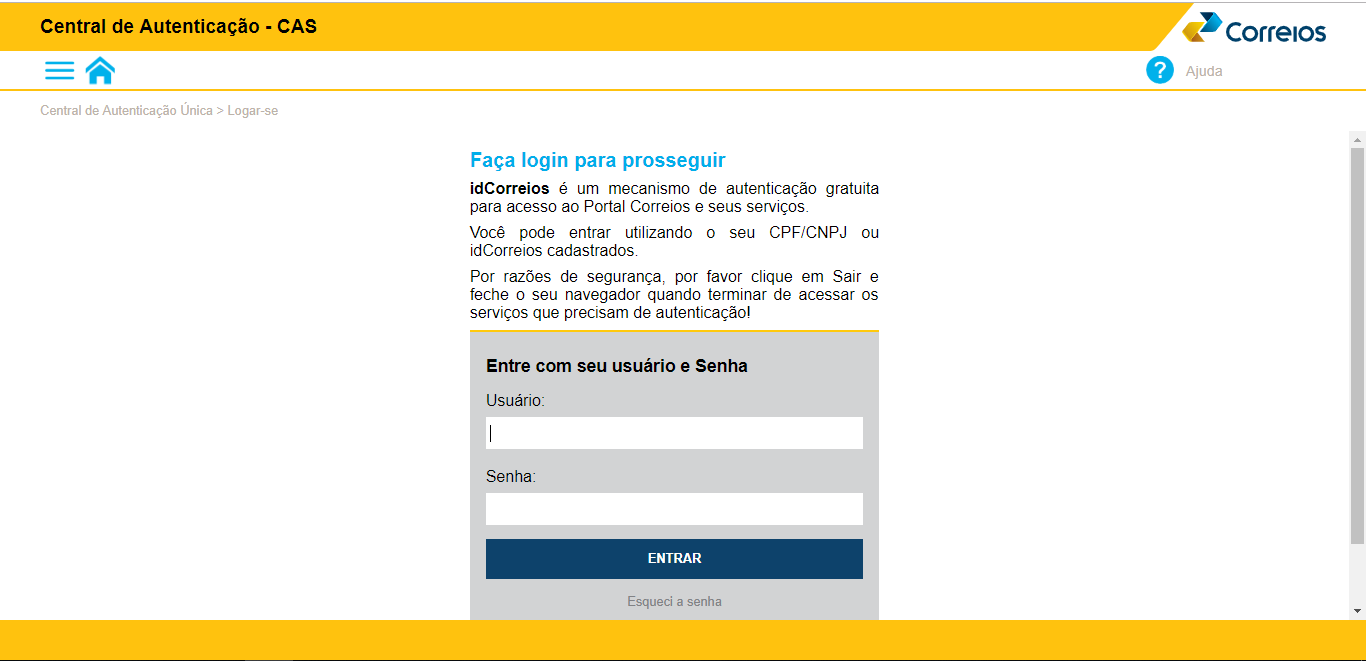 Central de Autenticação - CAS
Correios
? Ajuda
Central de Autenticação Única > Logar-se
Faça login para prosseguir
idCorreios é um mecanismo de autenticação gratuita
para acesso ao Portal Correios e seus serviços.
Você pode entrar utilizando o seu CPF/CNPJ ou
idCorreios cadastrados.
Por razões de segurança, por favor clique em Sair e
feche o seu navegador quando terminar de acessar os
serviços que precisam de autenticação!
Entre com seu usuário e Senha
Usuário:
Senha:
ENTRAR
Esqueci a senha